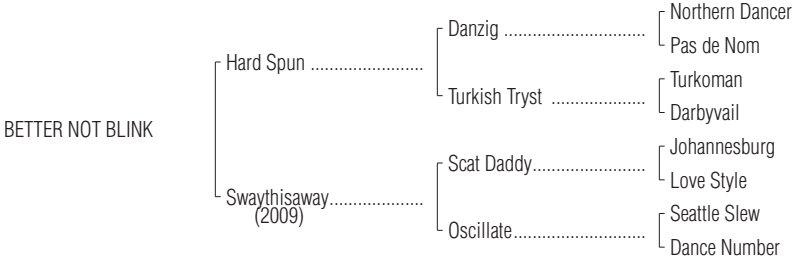 Northern Dancer
Danzig ..............................
Pas de Nom
Hard Spun ........................
Turkoman
Turkish Tryst ....................
Darbyvail
BETTER NOT BLINK
Johannesburg
Scat Daddy........................
Love Style
Swaythisaway....................
(2009)
Seattle Slew
Oscillate............................
Dance Number